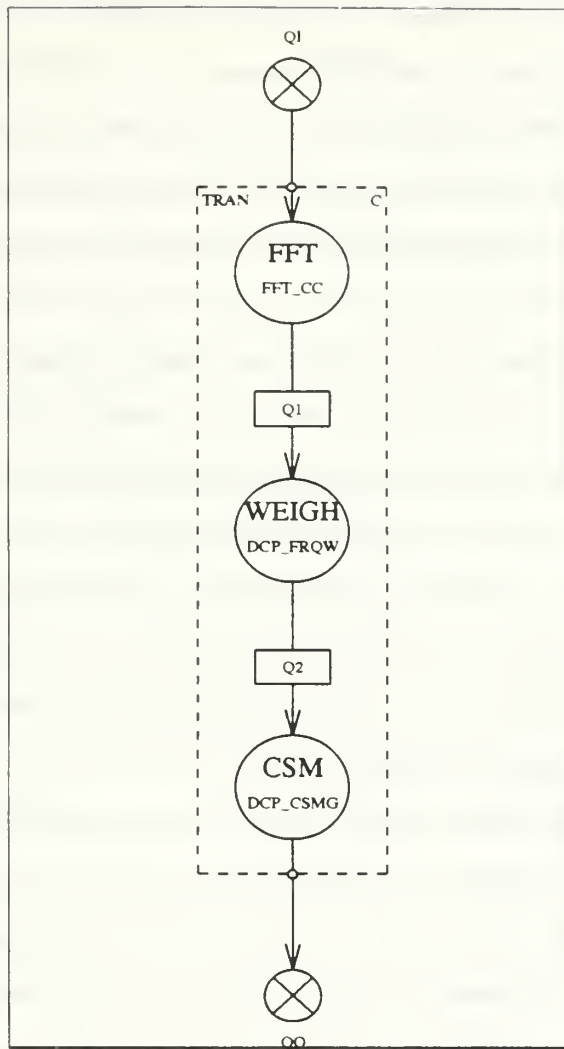 QI
TRAN C
FFT
FFT_CC
Q1
WEIGH
DCP_FRQW
Q2
CSM
DCP_CSMG
QO